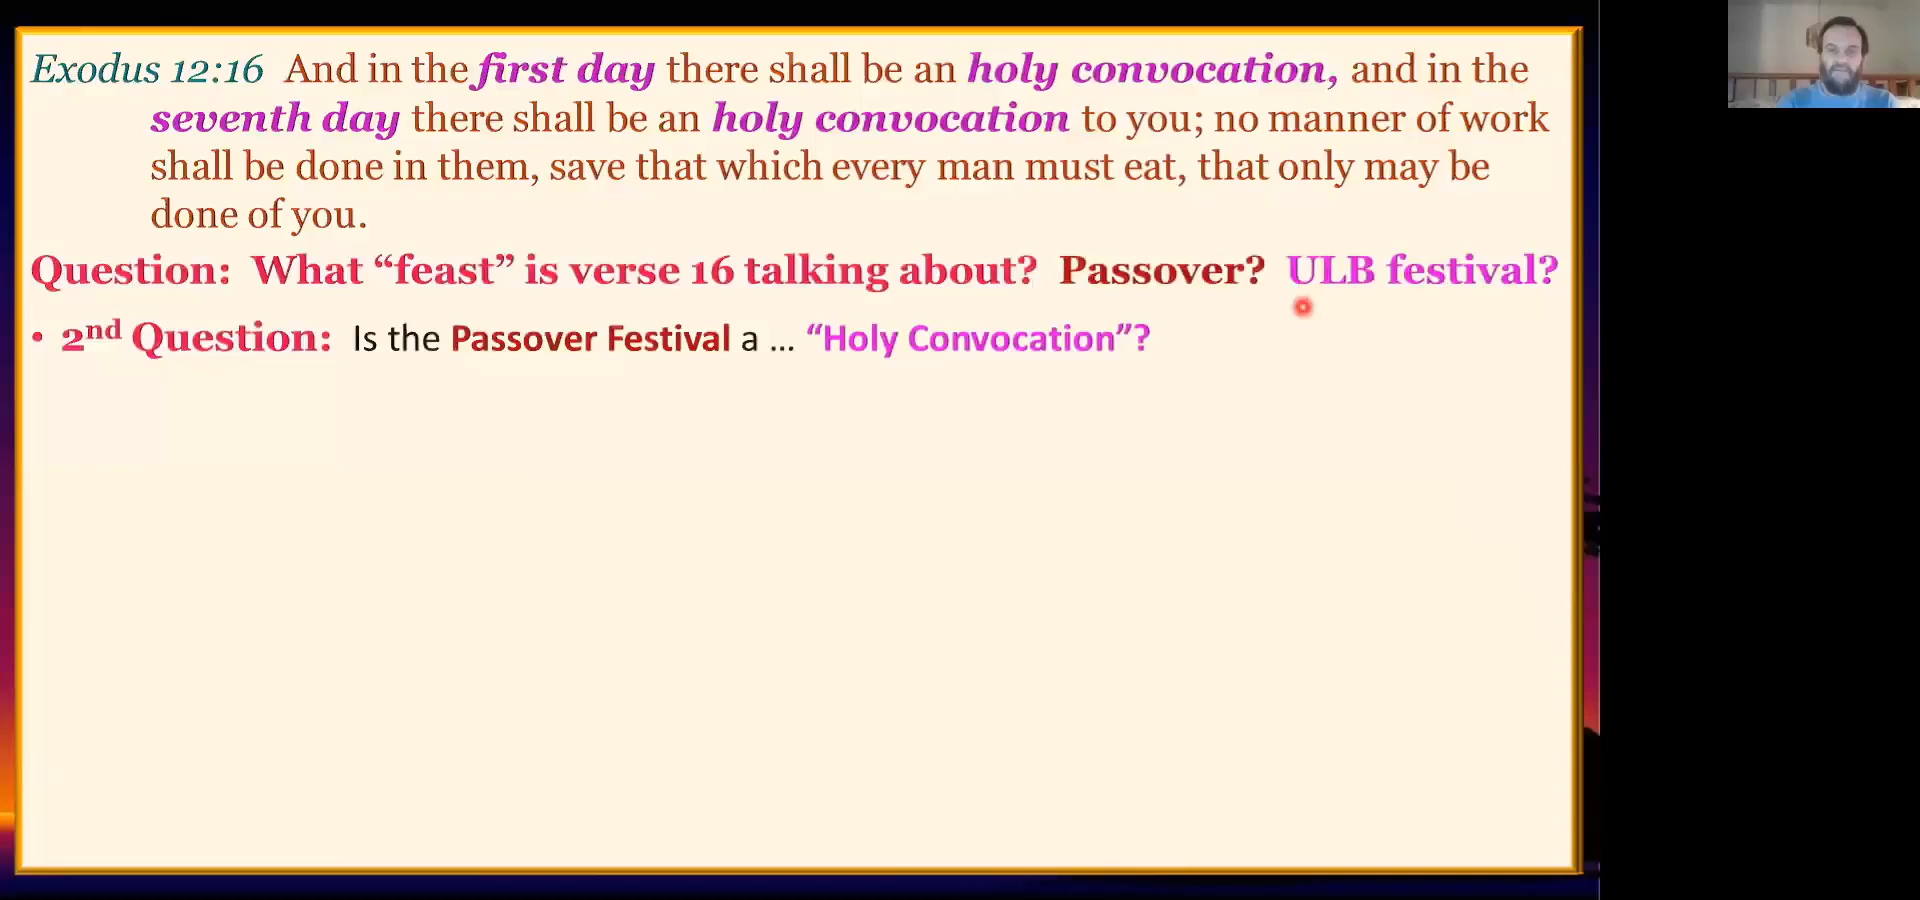 Exodus 12:16 And in the first day there shall be an holy convocation, and in the
seventh day there shall be an holy convocation to you; no manner of work
shall be done in them, save that which every man must eat, that only may be
done of you.
Question: What “feast” is verse 16 talking about? Passover? ULB festival?
• 2nd Question: Is the Passover Festival a ... “Holy Convocation”?